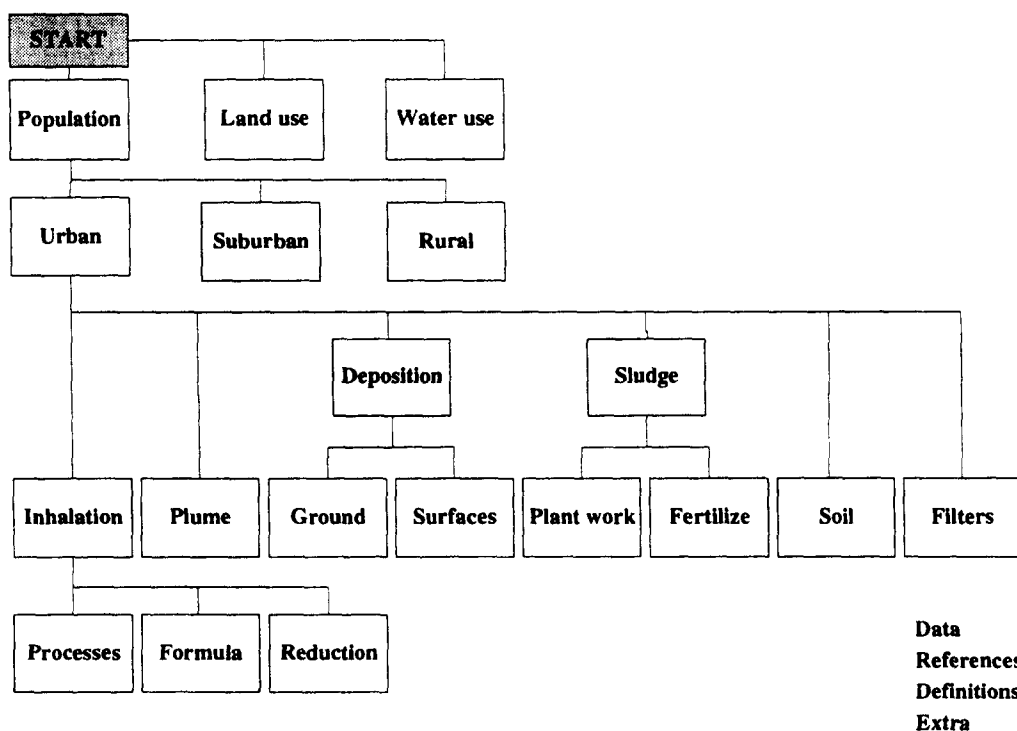 START
Population
Land use
Water use
Urban
Suburban
Rural
Deposition
Sludge
Inhalation
Plume
Ground
Surfaces
Plant work
Fertilize
Soil
Filters
Processes
Formula
Reduction
Data
References
Definitions
Extra